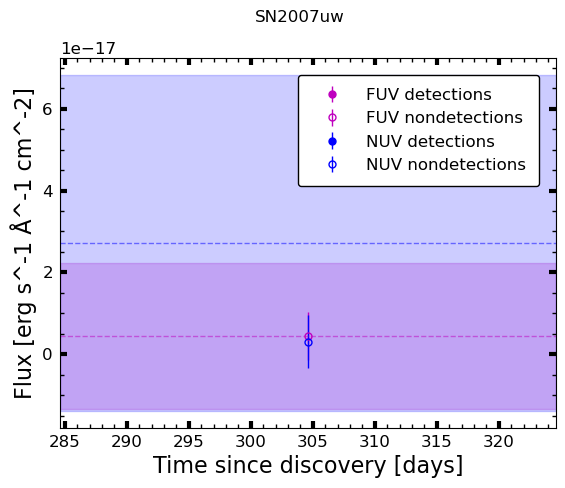 SN2007uw
1e−17
FUV detections
FUV nondetections
NUV detections
NUV nondetections
6
4
2
0
Flux [erg s^-1 Å^-1 cm^-2]
285 290 295 300 305 310 315 320
Time since discovery [days]